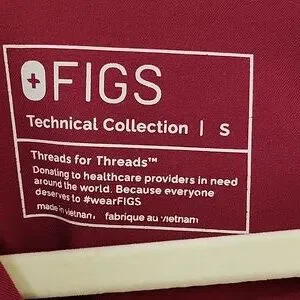 FIGS
Technical Collection | S
Threads for Threads™
Donating to healthcare providers in need
around the world. Because everyone
deserves to #wearFIGS
made in vietnam, fabrique au vietnam